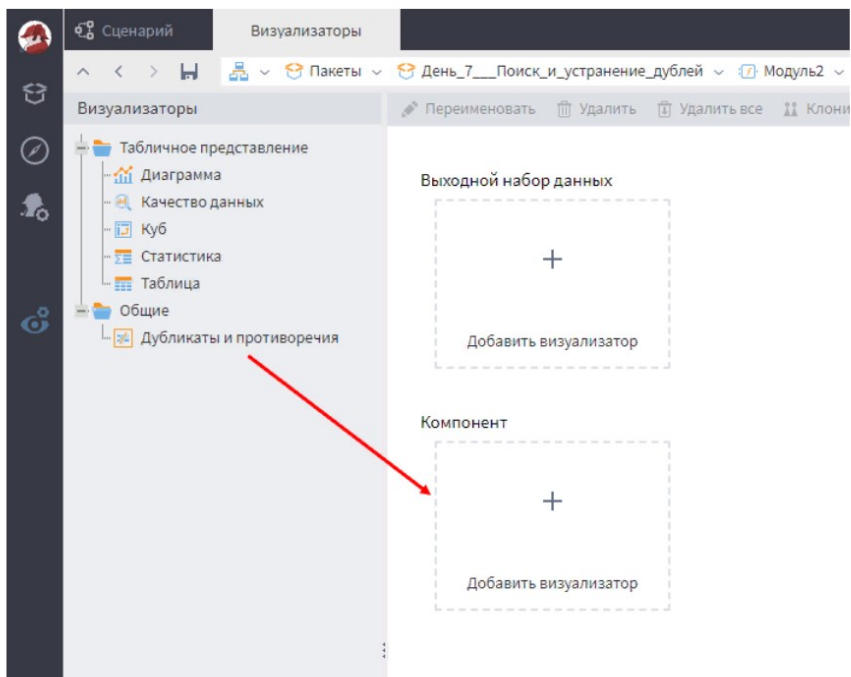 Сценарий
Визуализаторы
Пакеты
День_7___Поиск_и_устранение_дублей
Модуль2
Визуализаторы
Переименовать
Удалить
Удалить все
Клони
Табличное представление
Диаграмма
Качество данных
Куб
Статистика
Таблица
Общие
Дубликаты и противоречия
Выходной набор данных
Добавить визуализатор
Компонент
Добавить визуализатор